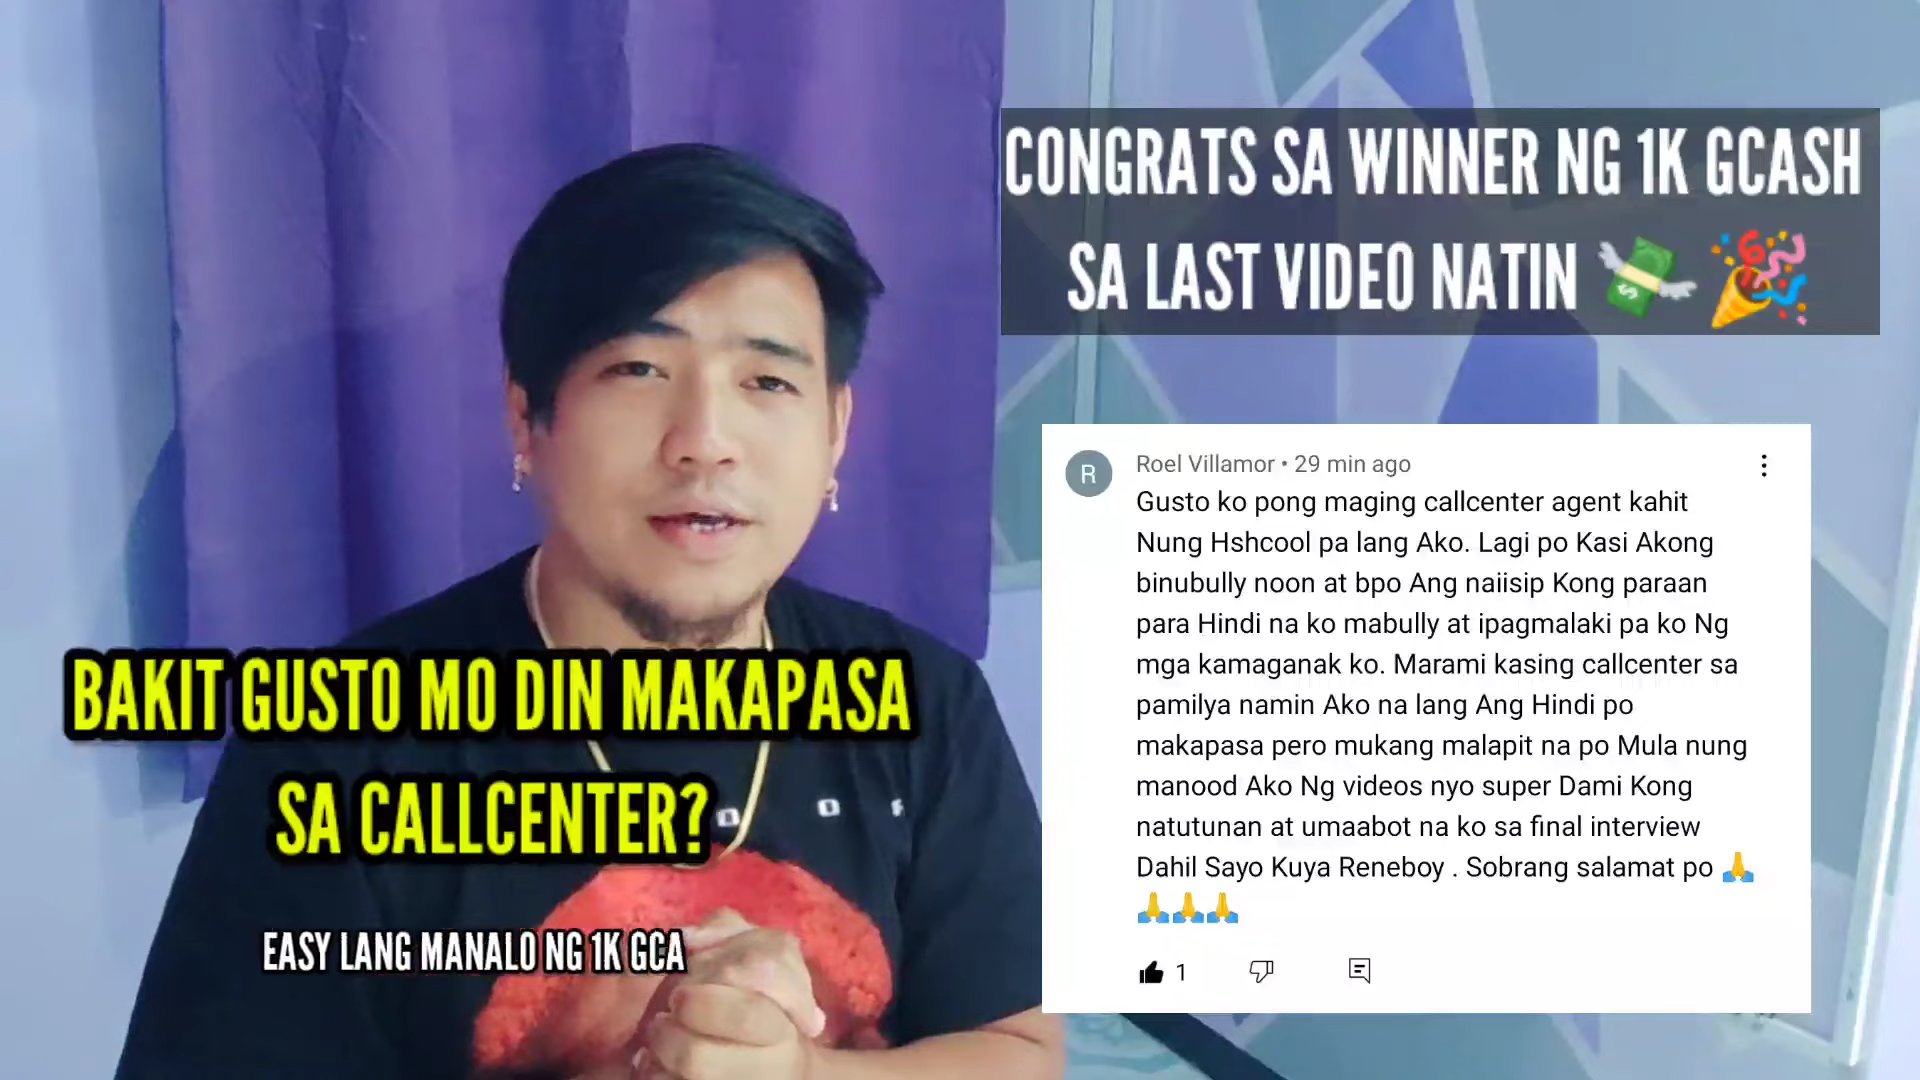 CONGRATS SA WINNER NG 1K GCASH
SA LAST VIDEO NATIN 💸 🎉
R
Roel Villamor • 29 min ago
Gusto ko pong maging callcenter agent kahit
Nung Hshcool pa lang Ako. Lagi po Kasi Akong
binubully noon at bpo Ang naiisip Kong paraan
para Hindi na ko mabully at ipagmalaki pa ko Ng
mga kamaganak ko. Marami kasing callcenter sa
pamilya namin Ako na lang Ang Hindi po
makapasa pero mukang malapit na po Mula nung
manood Ako Ng videos nyo super Dami Kong
natutunan at umaabot na ko sa final interview
Dahil Sayo Kuya Reneboy . Sobrang salamat po 🙏
🙏🙏🙏
1
BAKIT GUSTO MO DIN MAKAPASA
SA CALLCENTER?
EASY LANG MANALO NG 1K GCA